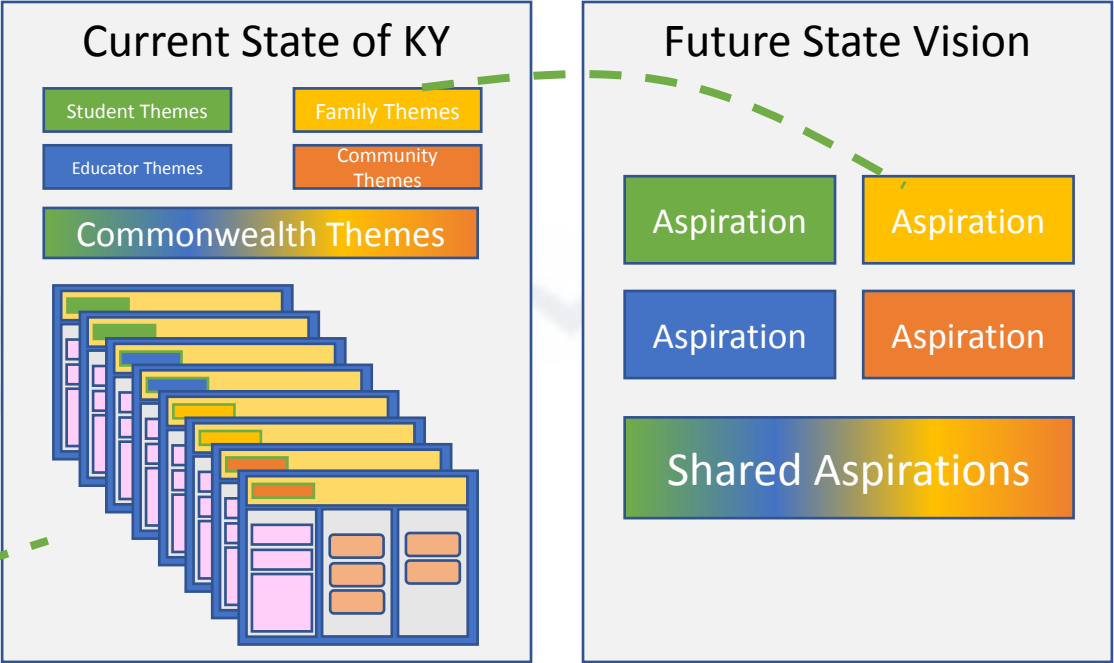 Current State of KY
Student Themes
Family Themes
Educator Themes
Community
Themes
Commonwealth Themes
Future State Vision
Aspiration
Aspiration
Aspiration
Aspiration
Shared Aspirations